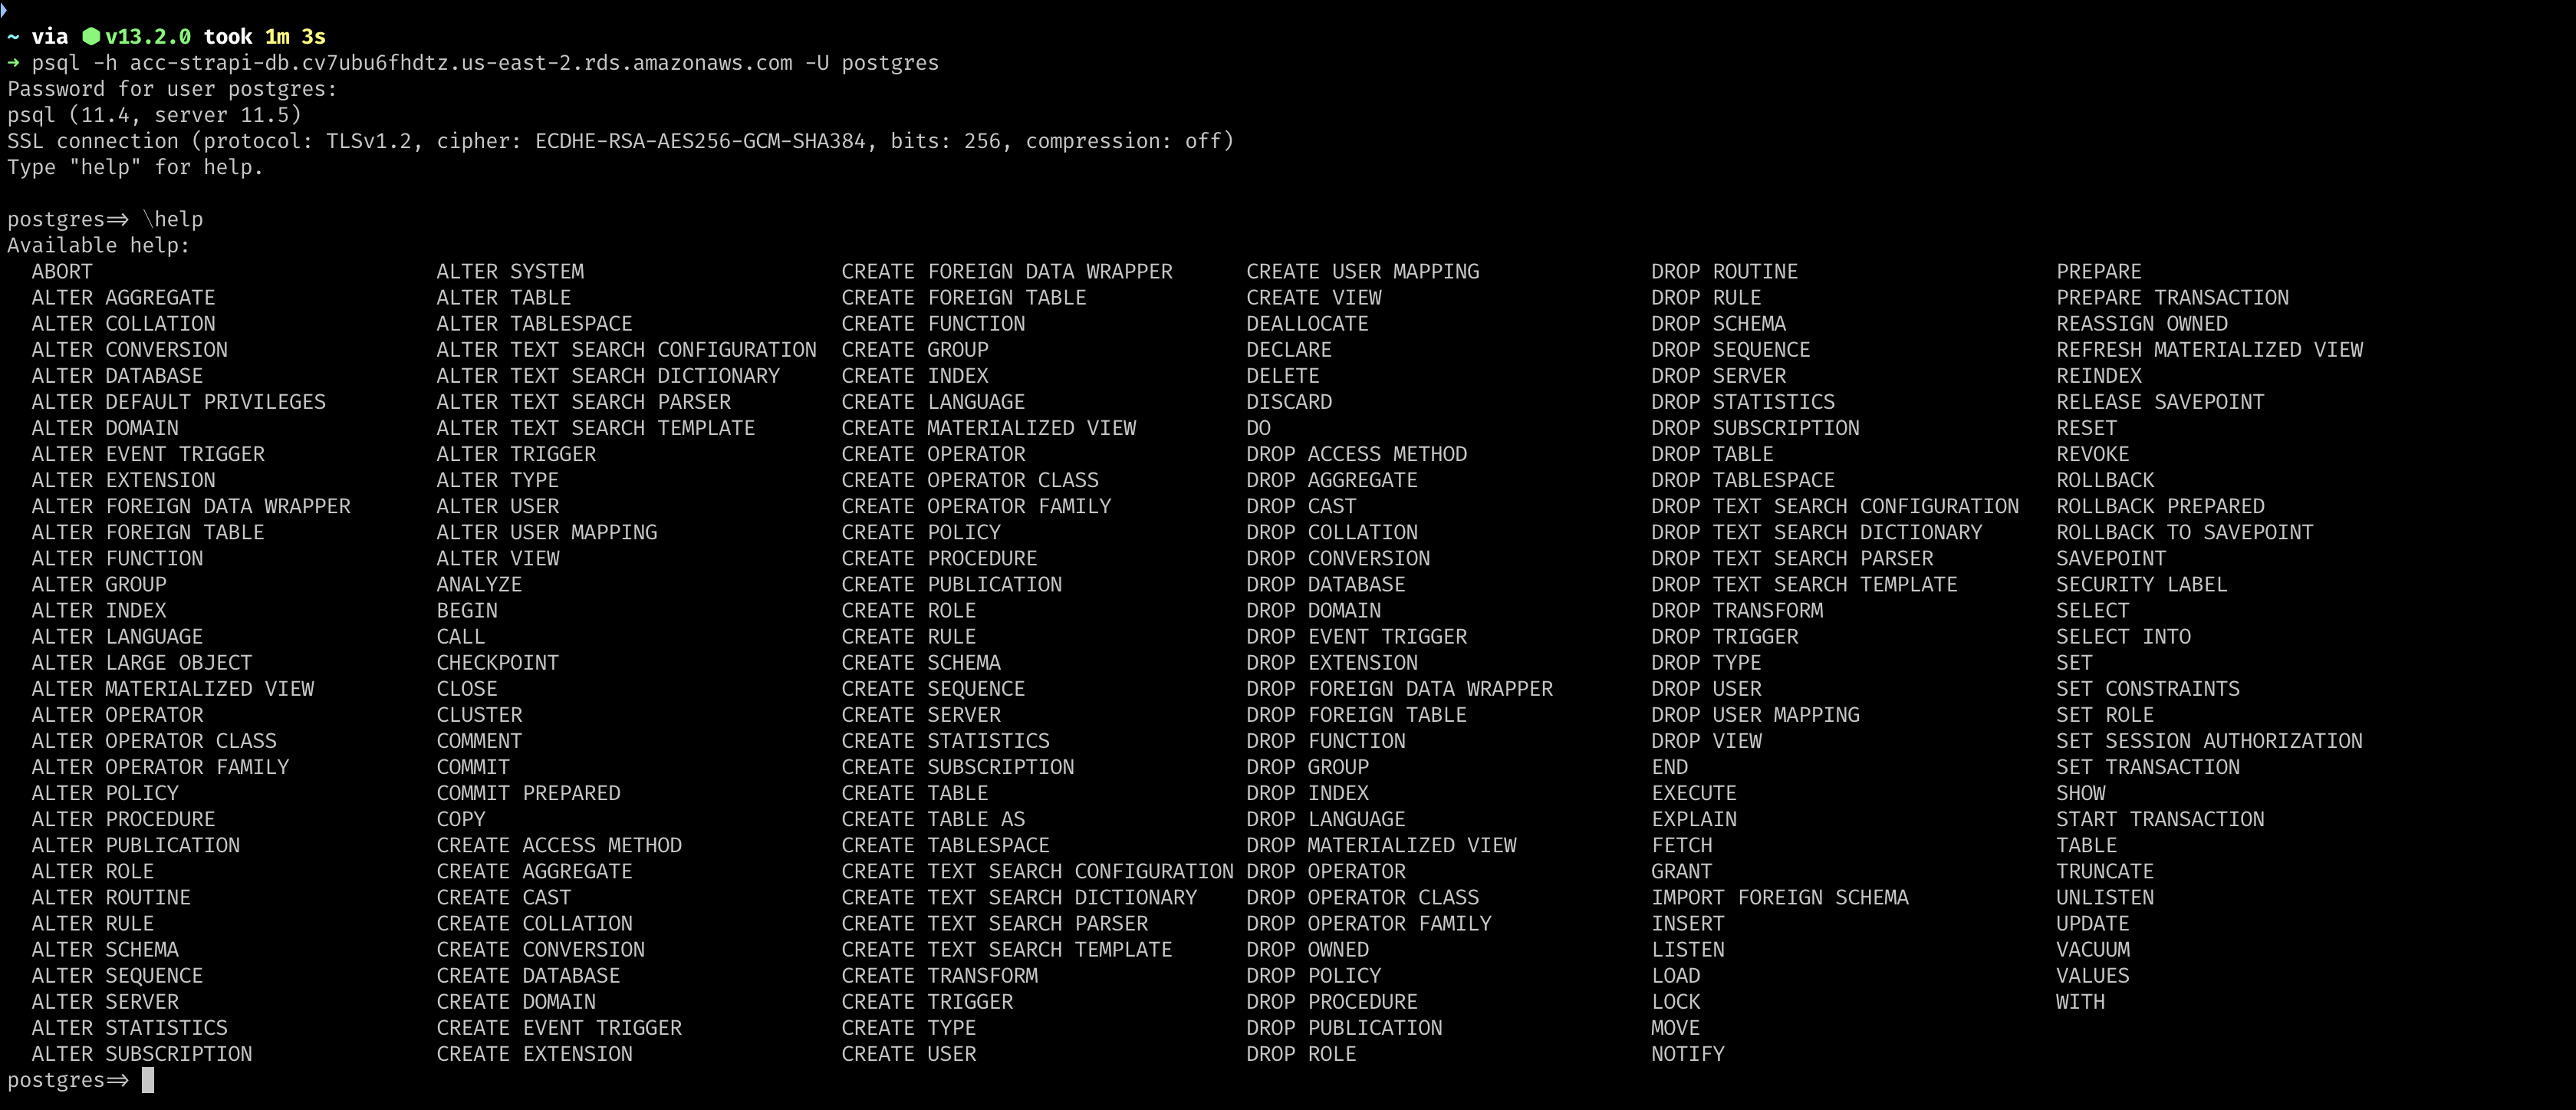 ~ via ⬢ v13.2.0 took 1m 3s
➜ psql -h acc-strapi-db.cv7ubu6fhdtz.us-east-2.rds.amazonaws.com -U postgres
Password for user postgres:
psql (11.4, server 11.5)
SSL connection (protocol: TLSv1.2, cipher: ECDHE-RSA-AES256-GCM-SHA384, bits: 256, compression: off)
Type "help" for help.
postgres=> \help
Available help:
ABORT ALTER SYSTEM CREATE FOREIGN DATA WRAPPER CREATE USER MAPPING DROP ROUTINE PREPARE
ALTER AGGREGATE ALTER TABLE CREATE FOREIGN TABLE CREATE VIEW DROP RULE PREPARE TRANSACTION
ALTER COLLATION ALTER TABLESPACE CREATE FUNCTION DEALLOCATE DROP SCHEMA REASSIGN OWNED
ALTER CONVERSION ALTER TEXT SEARCH CONFIGURATION CREATE GROUP DECLARE DROP SEQUENCE REFRESH MATERIALIZED VIEW
ALTER DATABASE ALTER TEXT SEARCH DICTIONARY CREATE INDEX DELETE DROP SERVER REINDEX
ALTER DEFAULT PRIVILEGES ALTER TEXT SEARCH PARSER CREATE LANGUAGE DISCARD DROP STATISTICS RELEASE SAVEPOINT
ALTER DOMAIN ALTER TEXT SEARCH TEMPLATE CREATE MATERIALIZED VIEW DO DROP SUBSCRIPTION RESET
ALTER EVENT TRIGGER ALTER TRIGGER CREATE OPERATOR DROP ACCESS METHOD DROP TABLE REVOKE
ALTER EXTENSION ALTER TYPE CREATE OPERATOR CLASS DROP AGGREGATE DROP TABLESPACE ROLLBACK
ALTER FOREIGN DATA WRAPPER ALTER USER CREATE OPERATOR FAMILY DROP CAST DROP TEXT SEARCH CONFIGURATION ROLLBACK PREPARED
ALTER FOREIGN TABLE ALTER USER MAPPING CREATE POLICY DROP COLLATION DROP TEXT SEARCH DICTIONARY ROLLBACK TO SAVEPOINT
ALTER FUNCTION ALTER VIEW CREATE PROCEDURE DROP CONVERSION DROP TEXT SEARCH PARSER SAVEPOINT
ALTER GROUP ANALYZE CREATE PUBLICATION DROP DATABASE DROP TEXT SEARCH TEMPLATE SECURITY LABEL
ALTER INDEX BEGIN CREATE ROLE DROP DOMAIN DROP TRANSFORM SELECT
ALTER LANGUAGE CALL CREATE RULE DROP EVENT TRIGGER DROP TRIGGER SELECT INTO
ALTER LARGE OBJECT CHECKPOINT CREATE SCHEMA DROP EXTENSION DROP TYPE SET
ALTER MATERIALIZED VIEW CLOSE CREATE SEQUENCE DROP FOREIGN DATA WRAPPER DROP USER SET CONSTRAINTS
ALTER OPERATOR CLUSTER CREATE SERVER DROP FOREIGN TABLE DROP USER MAPPING SET ROLE
ALTER OPERATOR CLASS COMMENT CREATE STATISTICS DROP FUNCTION DROP VIEW SET SESSION AUTHORIZATION
ALTER OPERATOR FAMILY COMMIT CREATE SUBSCRIPTION DROP GROUP END SET TRANSACTION
ALTER POLICY COMMIT PREPARED CREATE TABLE DROP INDEX EXECUTE SHOW
ALTER PROCEDURE COPY CREATE TABLE AS DROP LANGUAGE EXPLAIN START TRANSACTION
ALTER PUBLICATION CREATE ACCESS METHOD CREATE TABLESPACE DROP MATERIALIZED VIEW FETCH TABLE
ALTER ROLE CREATE AGGREGATE CREATE TEXT SEARCH CONFIGURATION DROP OPERATOR GRANT TRUNCATE
ALTER ROUTINE CREATE CAST CREATE TEXT SEARCH DICTIONARY DROP OPERATOR CLASS IMPORT FOREIGN SCHEMA UNLISTEN
ALTER RULE CREATE COLLATION CREATE TEXT SEARCH PARSER DROP OPERATOR FAMILY INSERT UPDATE
ALTER SCHEMA CREATE CONVERSION CREATE TEXT SEARCH TEMPLATE DROP OWNED LISTEN VACUUM
ALTER SEQUENCE CREATE DATABASE CREATE TRANSFORM DROP POLICY LOAD VALUES
ALTER SERVER CREATE DOMAIN CREATE TRIGGER DROP PROCEDURE LOCK WITH
ALTER STATISTICS CREATE EVENT TRIGGER CREATE TYPE DROP PUBLICATION MOVE
ALTER SUBSCRIPTION CREATE EXTENSION CREATE USER DROP ROLE NOTIFY
postgres=>